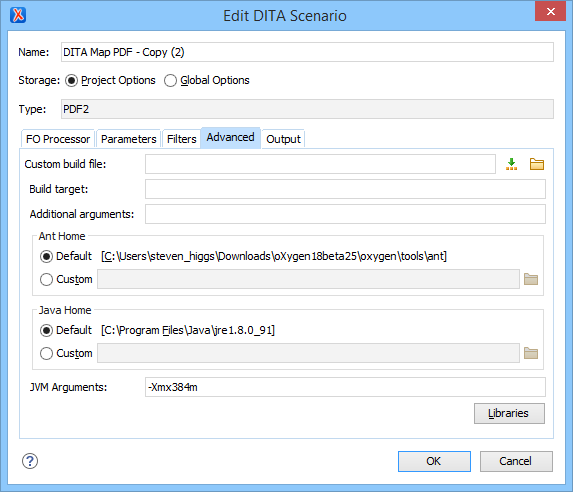 Edit DITA Scenario
Name: DITA Map PDF - Copy (2)
Storage: Project Options Global Options
Type: PDF2
FO Processor Parameters Filters Advanced Output
Custom build file:
Build target:
Additional arguments:
Ant Home
Default [C:\Users\steven_higgs\Downloads\oXygen18beta25\oxygen\tools\ant]
Custom
Java Home
Default [C:\Program Files\Java\jre1.8.0_91]
Custom
JVM Arguments: -Xmx384m
Libraries
? OK Cancel